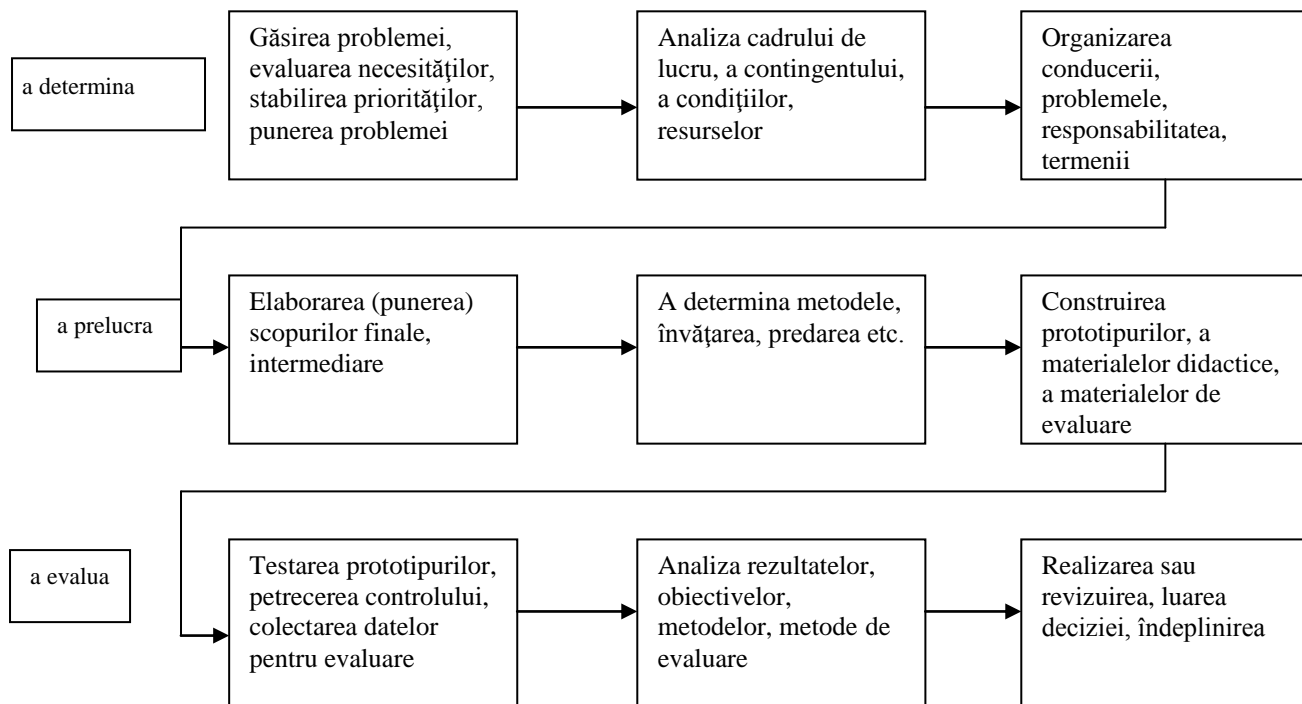 a determina
Găsirea problemei,
evaluarea necesităţilor,
stabilirea priorităţilor,
punerea problemei
Analiza cadrului de
lucru, a contingentului,
a condiţiilor,
resurselor
Organizarea
conducerii,
problemele,
responsabilitatea,
termenii
a prelucra
Elaborarea (punerea)
scopurilor finale,
intermediare
A determina metodele,
învăţarea, predarea etc.
Construirea
prototipurilor, a
materialelor didactice,
a materialelor de
evaluare
a evalua
Testarea prototipurilor,
petrecerea controlului,
colectarea datelor
pentru evaluare
Analiza rezultatelor,
obiectivelor,
metodelor, metode de
evaluare
Realizarea sau
revizuirea, luarea
deciziei, îndeplinirea